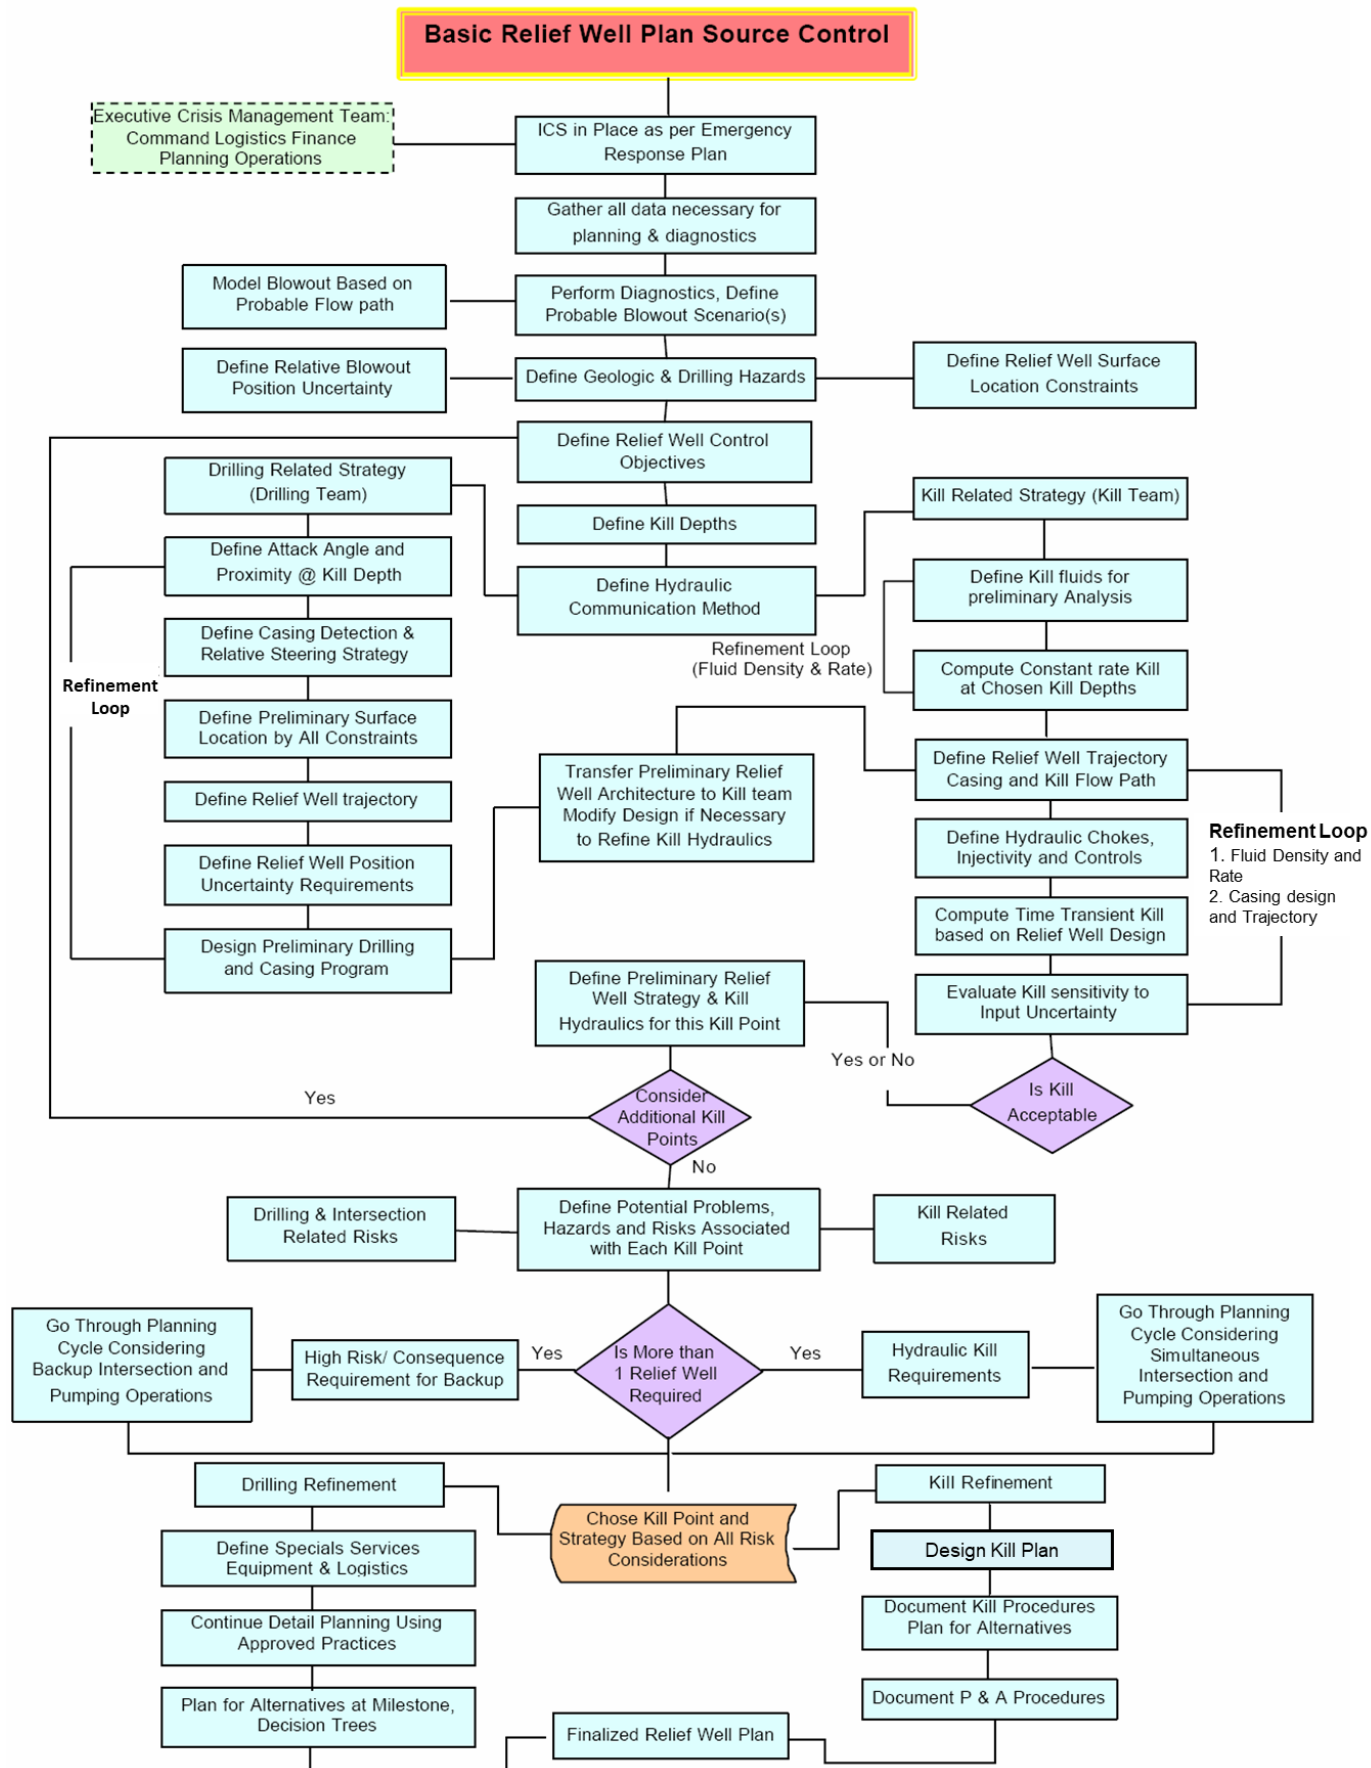 Basic Relief Well Plan Source Control
Executive Crisis Management Team:
Command Logistics Finance
Planning Operations
ICS in Place as per Emergency
Response Plan
Gather all data necessary for
planning & diagnostics
Model Blowout Based on
Probable Flow path
Perform Diagnostics, Define
Probable Blowout Scenario(s)
Define Relative Blowout
Position Uncertainty
Define Geologic & Drilling Hazards
Define Relief Well Surface
Location Constraints
Define Relief Well Control
Objectives
Drilling Related Strategy
(Drilling Team)
Define Kill Depths
Kill Related Strategy (Kill Team)
Define Attack Angle and
Proximity @ Kill Depth
Define Hydraulic
Communication Method
Define Kill fluids for
preliminary Analysis
Define Casing Detection &
Relative Steering Strategy
Refinement Loop
(Fluid Density & Rate)
Compute Constant rate Kill
at Chosen Kill Depths
Refinement
Loop
Define Preliminary Surface
Location by All Constraints
Define Relief Well trajectory
Define Relief Well Position
Uncertainty Requirements
Design Preliminary Drilling
and Casing Program
Transfer Preliminary Relief
Well Architecture to Kill team
Modify Design if Necessary
to Refine Kill Hydraulics
Define Relief Well Trajectory
Casing and Kill Flow Path
Define Hydraulic Chokes,
Injectivity and Controls
Compute Time Transient Kill
based on Relief Well Design
Evaluate Kill sensitivity to
Input Uncertainty
Refinement Loop
1. Fluid Density and
Rate
2. Casing design
and Trajectory
Define Preliminary Relief
Well Strategy & Kill
Hydraulics for this Kill Point
Yes or No
Is Kill
Acceptable
Yes
Consider
Additional Kill
Points
No
Drilling & Intersection
Related Risks
Define Potential Problems,
Hazards and Risks Associated
with Each Kill Point
Kill Related
Risks
Go Through Planning
Cycle Considering
Backup Intersection and
Pumping Operations
High Risk/ Consequence
Requirement for Backup
Yes
Is More than
1 Relief Well
Required
Yes
Hydraulic Kill
Requirements
Go Through Planning
Cycle Considering
Simultaneous
Intersection and
Pumping Operations
Drilling Refinement
Chose Kill Point and
Strategy Based on All Risk
Considerations
Kill Refinement
Define Specials Services
Equipment & Logistics
Design Kill Plan
Continue Detail Planning Using
Approved Practices
Document Kill Procedures
Plan for Alternatives
Plan for Alternatives at Milestone,
Decision Trees
Document P & A Procedures
Finalized Relief Well Plan